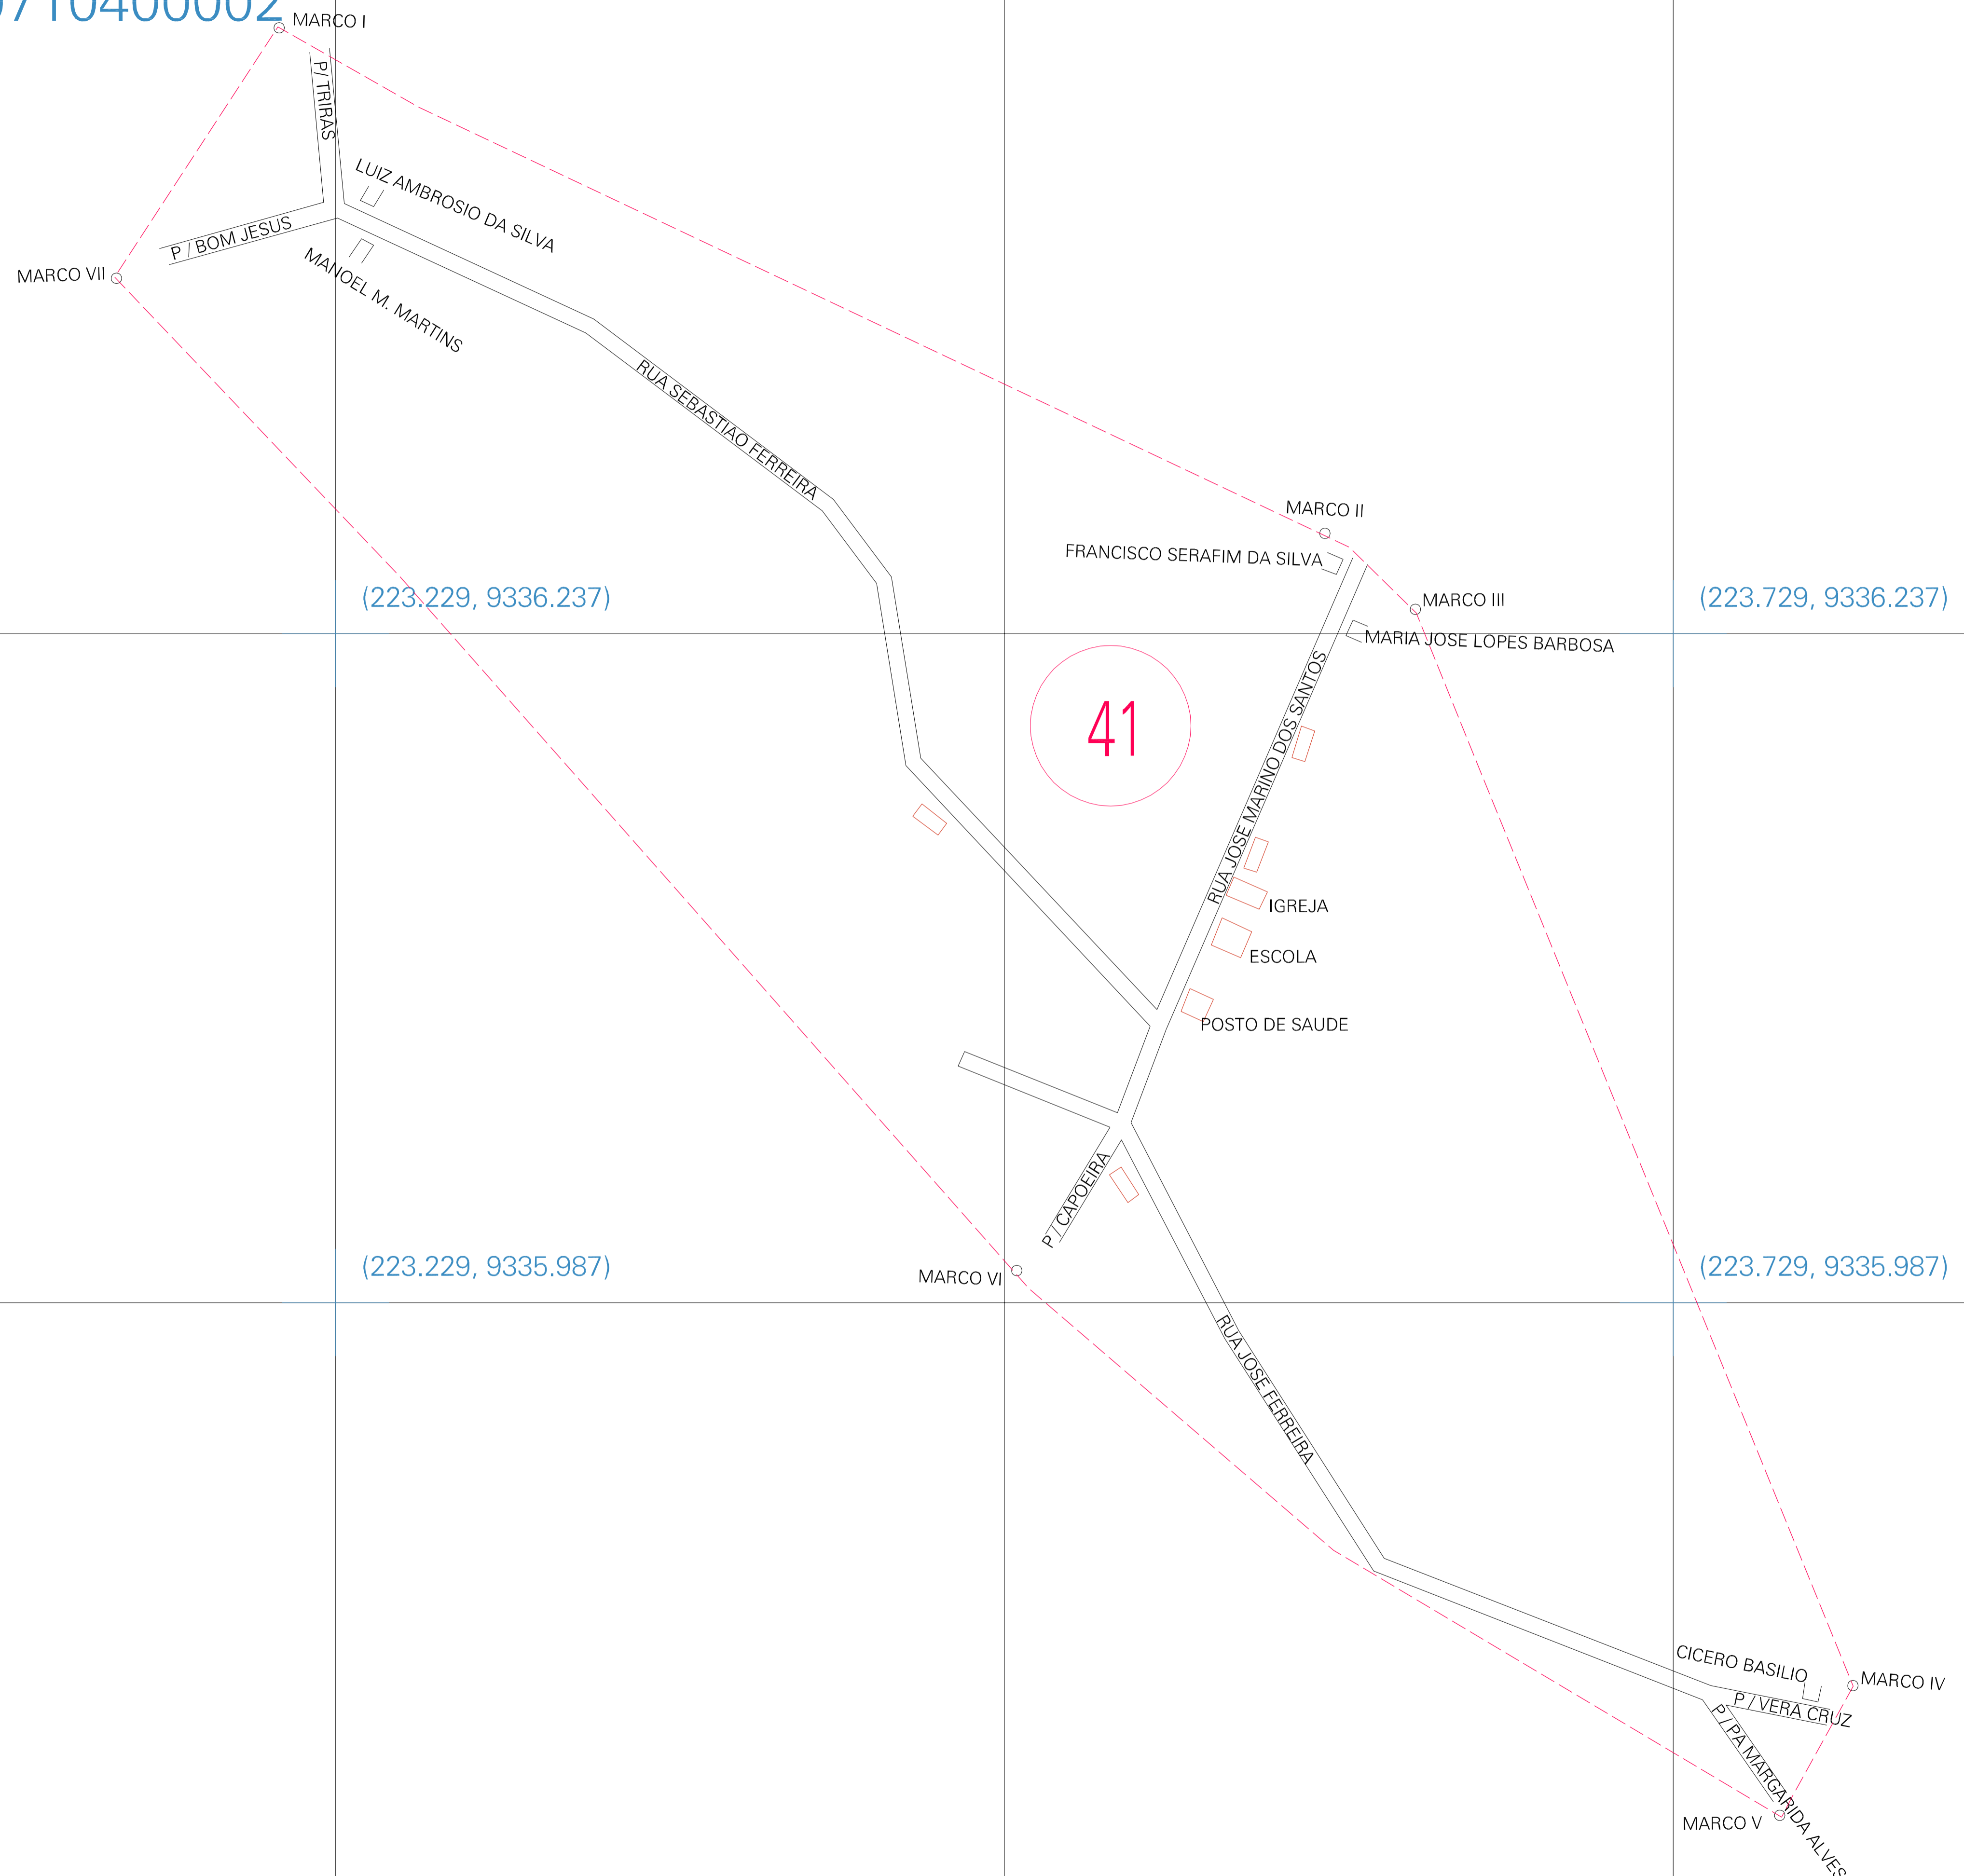 0710400002
MARCO I
P/ TRIRAS
LUIZ AMBROSIO DA SILVA
P / BOM JESUS
MARCO VII
MANOEL M. MARTINS
RUA SEBASTIAO FERREIRA
MARCO II
FRANCISCO SERAFIM DA SILVA
(223.229, 9336.237)
MARCO III
(223.729, 9336.237)
MARIA JOSE LOPES BARBOSA
41
RUA JOSE MARINO DOS SANTOS
IGREJA
ESCOLA
POSTO DE SAUDE
P / CAPOEIRA
(223.229, 9335.987)
MARCO VI
(223.729, 9335.987)
RUA JOSE FERREIRA
CICERO BASILIO
MARCO IV
P / VERA CRUZ
P / PA MARGARIDA ALVES
MARCO V